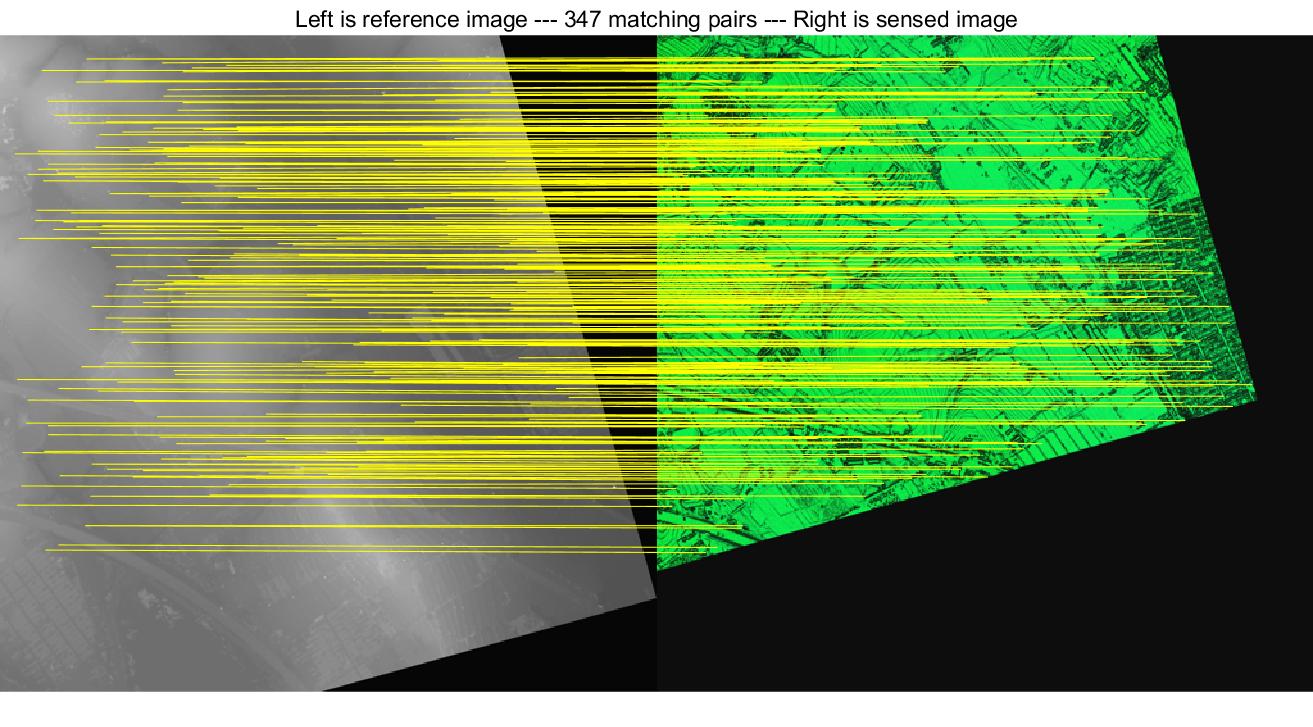 Left is reference image --- 347 matching pairs --- Right is sensed image